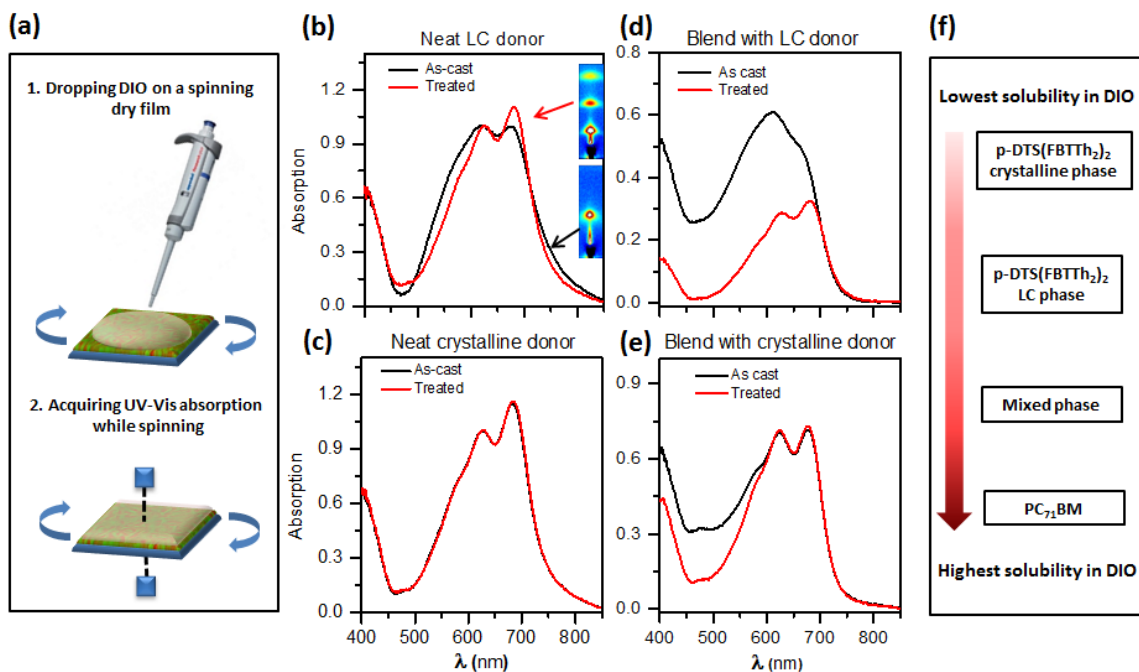 (a)
1. Dropping DIO on a spinning
dry film
2. Acquiring UV-Vis absorption
while spinning
(b)
Neat LC donor
As-cast
Treated
Absorption
1.2
0.9
0.6
0.3
0.0
(c)
Neat crystalline donor
As-cast
Treated
Absorption
1.2
0.9
0.6
0.3
0.0
400 500 600 700 800
λ (nm)
(d)
Blend with LC donor
As cast
Treated
0.8
0.6
0.4
0.2
0.0
(e)
Blend with crystalline donor
As cast
Treated
0.9
0.6
0.3
0.0
400 500 600 700 800
λ (nm)
(f)
Lowest solubility in DIO
p-DTS(FBTTh₂)₂
crystalline phase
p-DTS(FBTTh₂)₂
LC phase
Mixed phase
PC₇₁BM
Highest solubility in DIO